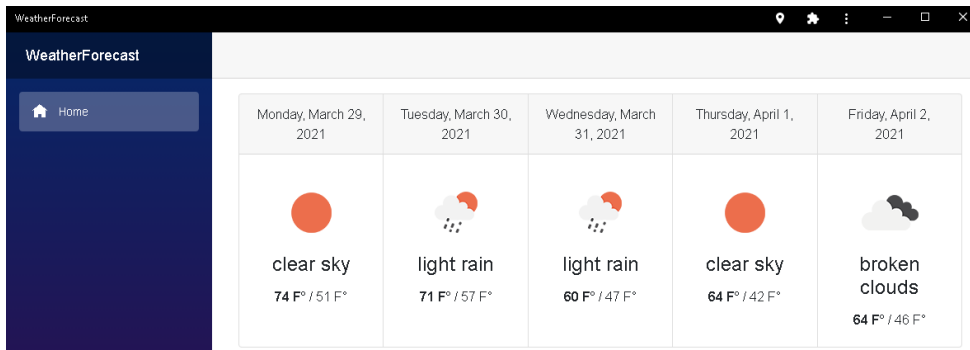 WeatherForecast
WeatherForecast
Home
Monday, March 29,
2021
Tuesday, March 30,
2021
Wednesday, March
31, 2021
Thursday, April 1,
2021
Friday, April 2,
2021
clear sky
74 F° / 51 F°
light rain
71 F° / 57 F°
light rain
60 F° / 47 F°
clear sky
64 F° / 42 F°
broken
clouds
64 F° / 46 F°